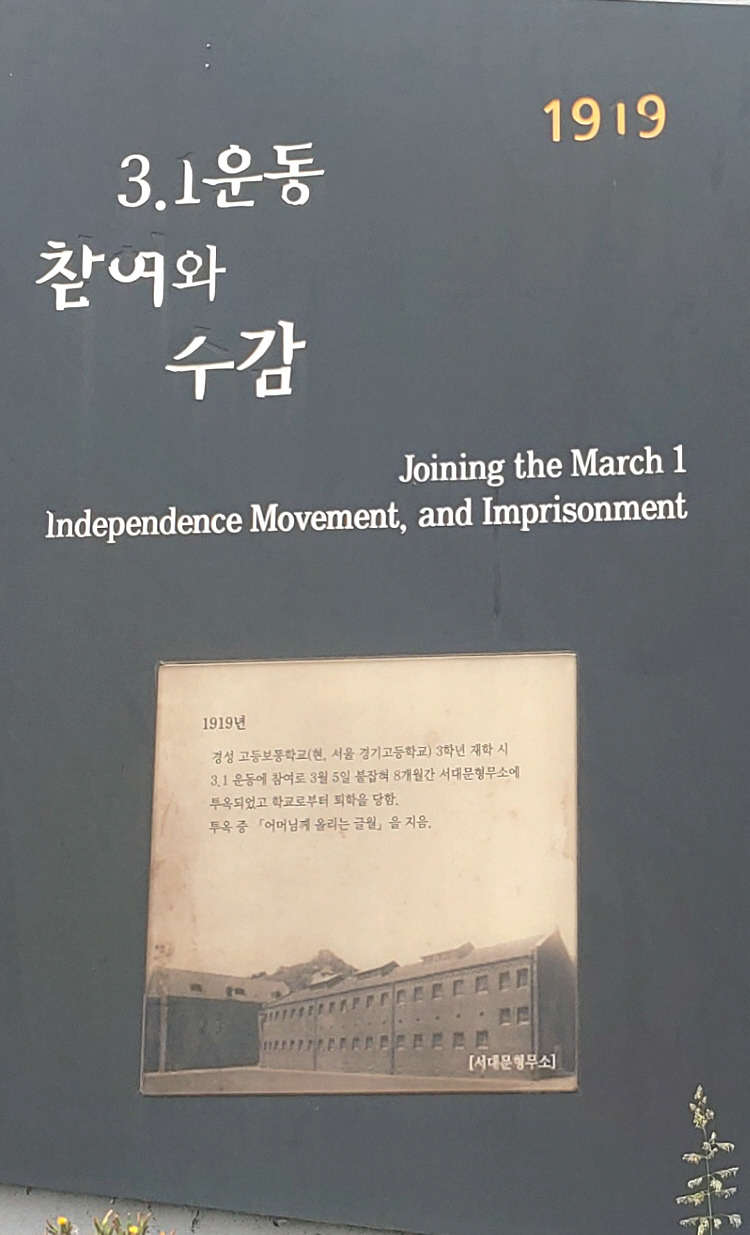 1919
3.1운동
참여와
수감
Joining the March 1
Independence Movement, and Imprisonment
1919년
경성 고등보통학교(현, 서울 경기고등학교) 3학년 재학 시
3.1 운동에 참여로 3월 5일 붙잡혀 8개월간 서대문형무소에
투옥되었고 학교로부터 퇴학을 당함.
투옥 중 「어머님께 올리는 글월」을 지음.
[서대문형무소]